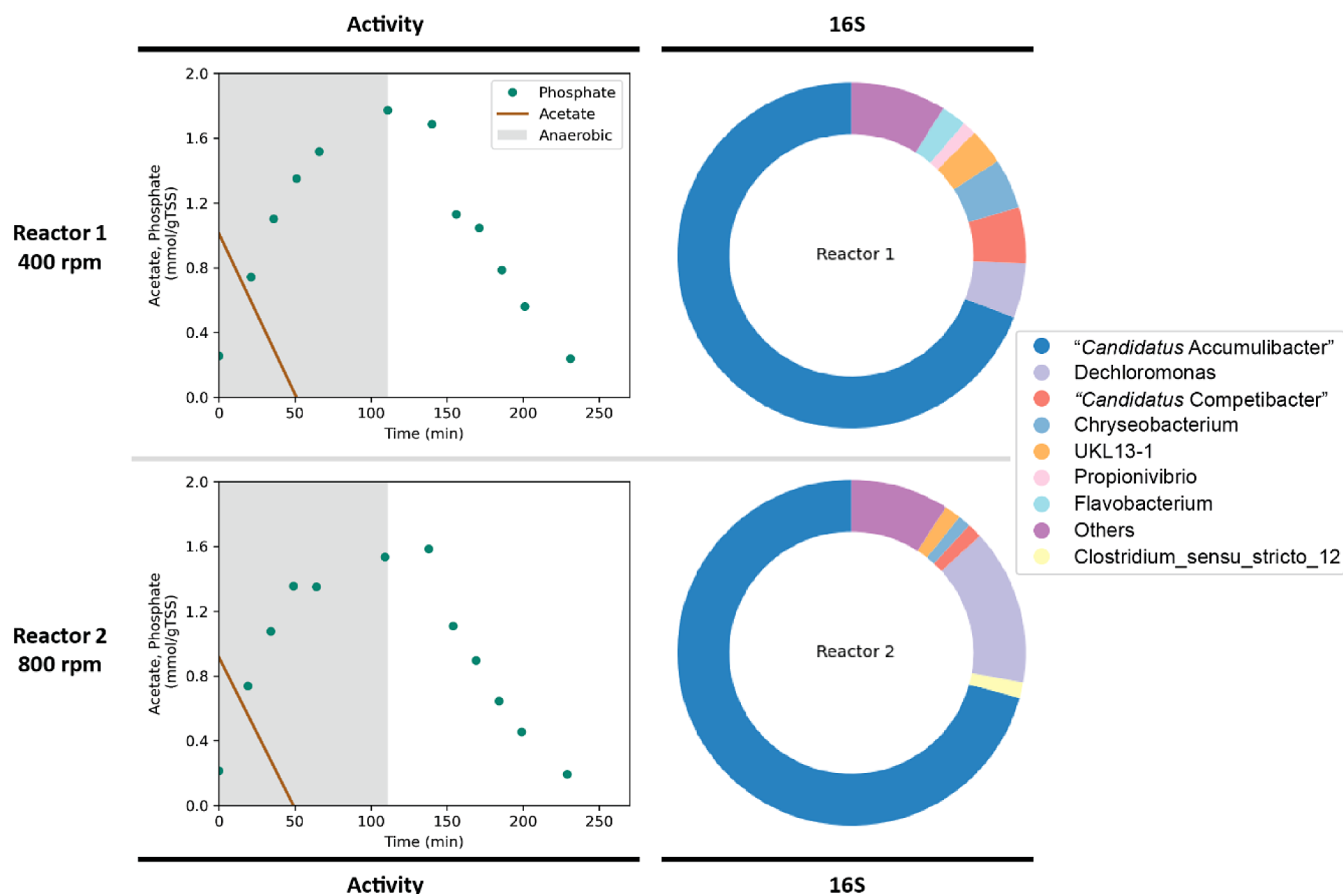 Activity
16S
Reactor 1
400 rpm
Acetate, Phosphate
(mmol/gTSS)
2.0
1.6
1.2
0.8
0.4
0.0
0
50
100
150
200
250
Time (min)
Phosphate
Acetate
Anaerobic
Reactor 1
"Candidatus Accumulibacter"
Dechloromonas
"Candidatus Competibacter"
Chryseobacterium
UKL13-1
Propionivibrio
Flavobacterium
Others
Clostridium_sensu_stricto_12
Reactor 2
800 rpm
Acetate, Phosphate
(mmol/gTSS)
2.0
1.6
1.2
0.8
0.4
0.0
0
50
100
150
200
250
Time (min)
Reactor 2
Activity
16S